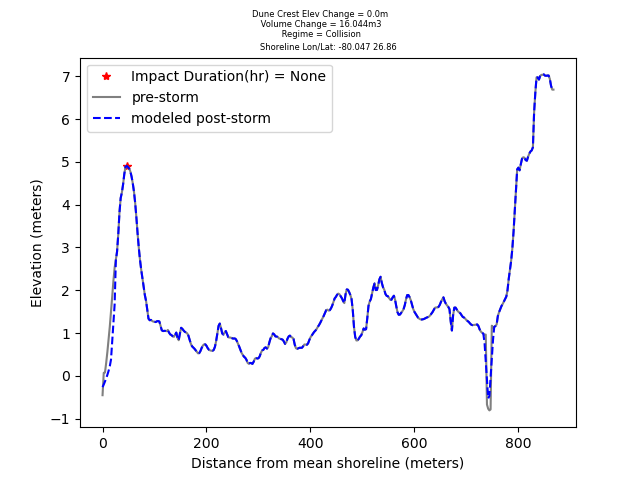 Dune Crest Elev Change = 0.0m
Volume Change = 16.044m3
Regime = Collision
Shoreline Lon/Lat: -80.047 26.86
Impact Duration(hr) = None
pre-storm
modeled post-storm
Elevation (meters)
7
6
5
4
3
2
1
0
−1
0 200 400 600 800
Distance from mean shoreline (meters)